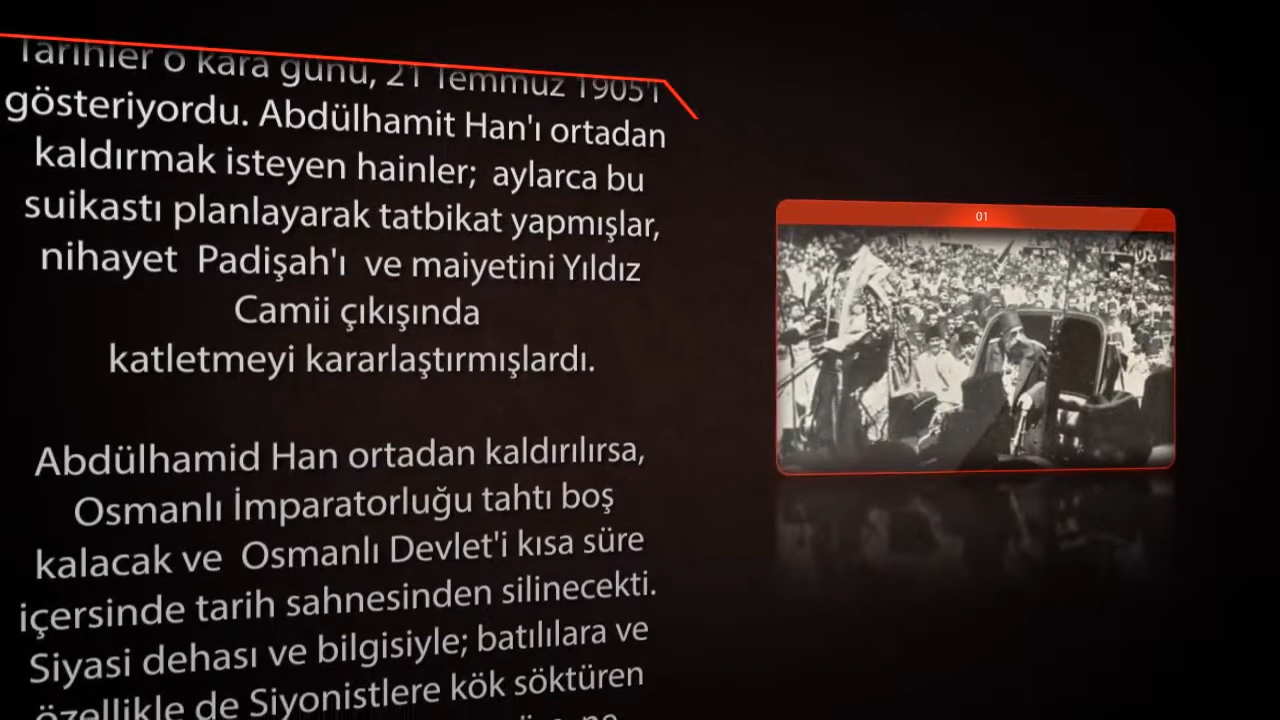 Tarihler o kara günü, 21 Temmuz 1905'i
gösteriyordu. Abdülhamit Han'ı ortadan
kaldırmak isteyen hainler; aylarca bu
suikastı planlayarak tatbikat yapmışlar,
nihayet Padişah'ı ve maiyetini Yıldız
Camii çıkışında
katletmeyi kararlaştırmışlardı.
Abdülhamid Han ortadan kaldırılırsa,
Osmanlı İmparatorluğu tahtı boş
kalacak ve Osmanlı Devlet'i kısa süre
içersinde tarih sahnesinden silinecekti.
Siyasi dehası ve bilgisiyle; batılılara ve
özellikle de Siyonistlere kök söktüren
01